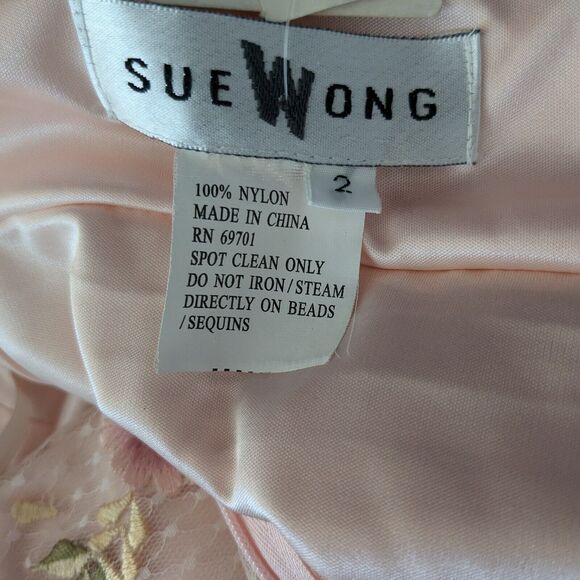 SUE WONG
2
100% NYLON
MADE IN CHINA
RN 69701
SPOT CLEAN ONLY
DO NOT IRON/STEAM
DIRECTLY ON BEADS
/SEQUINS